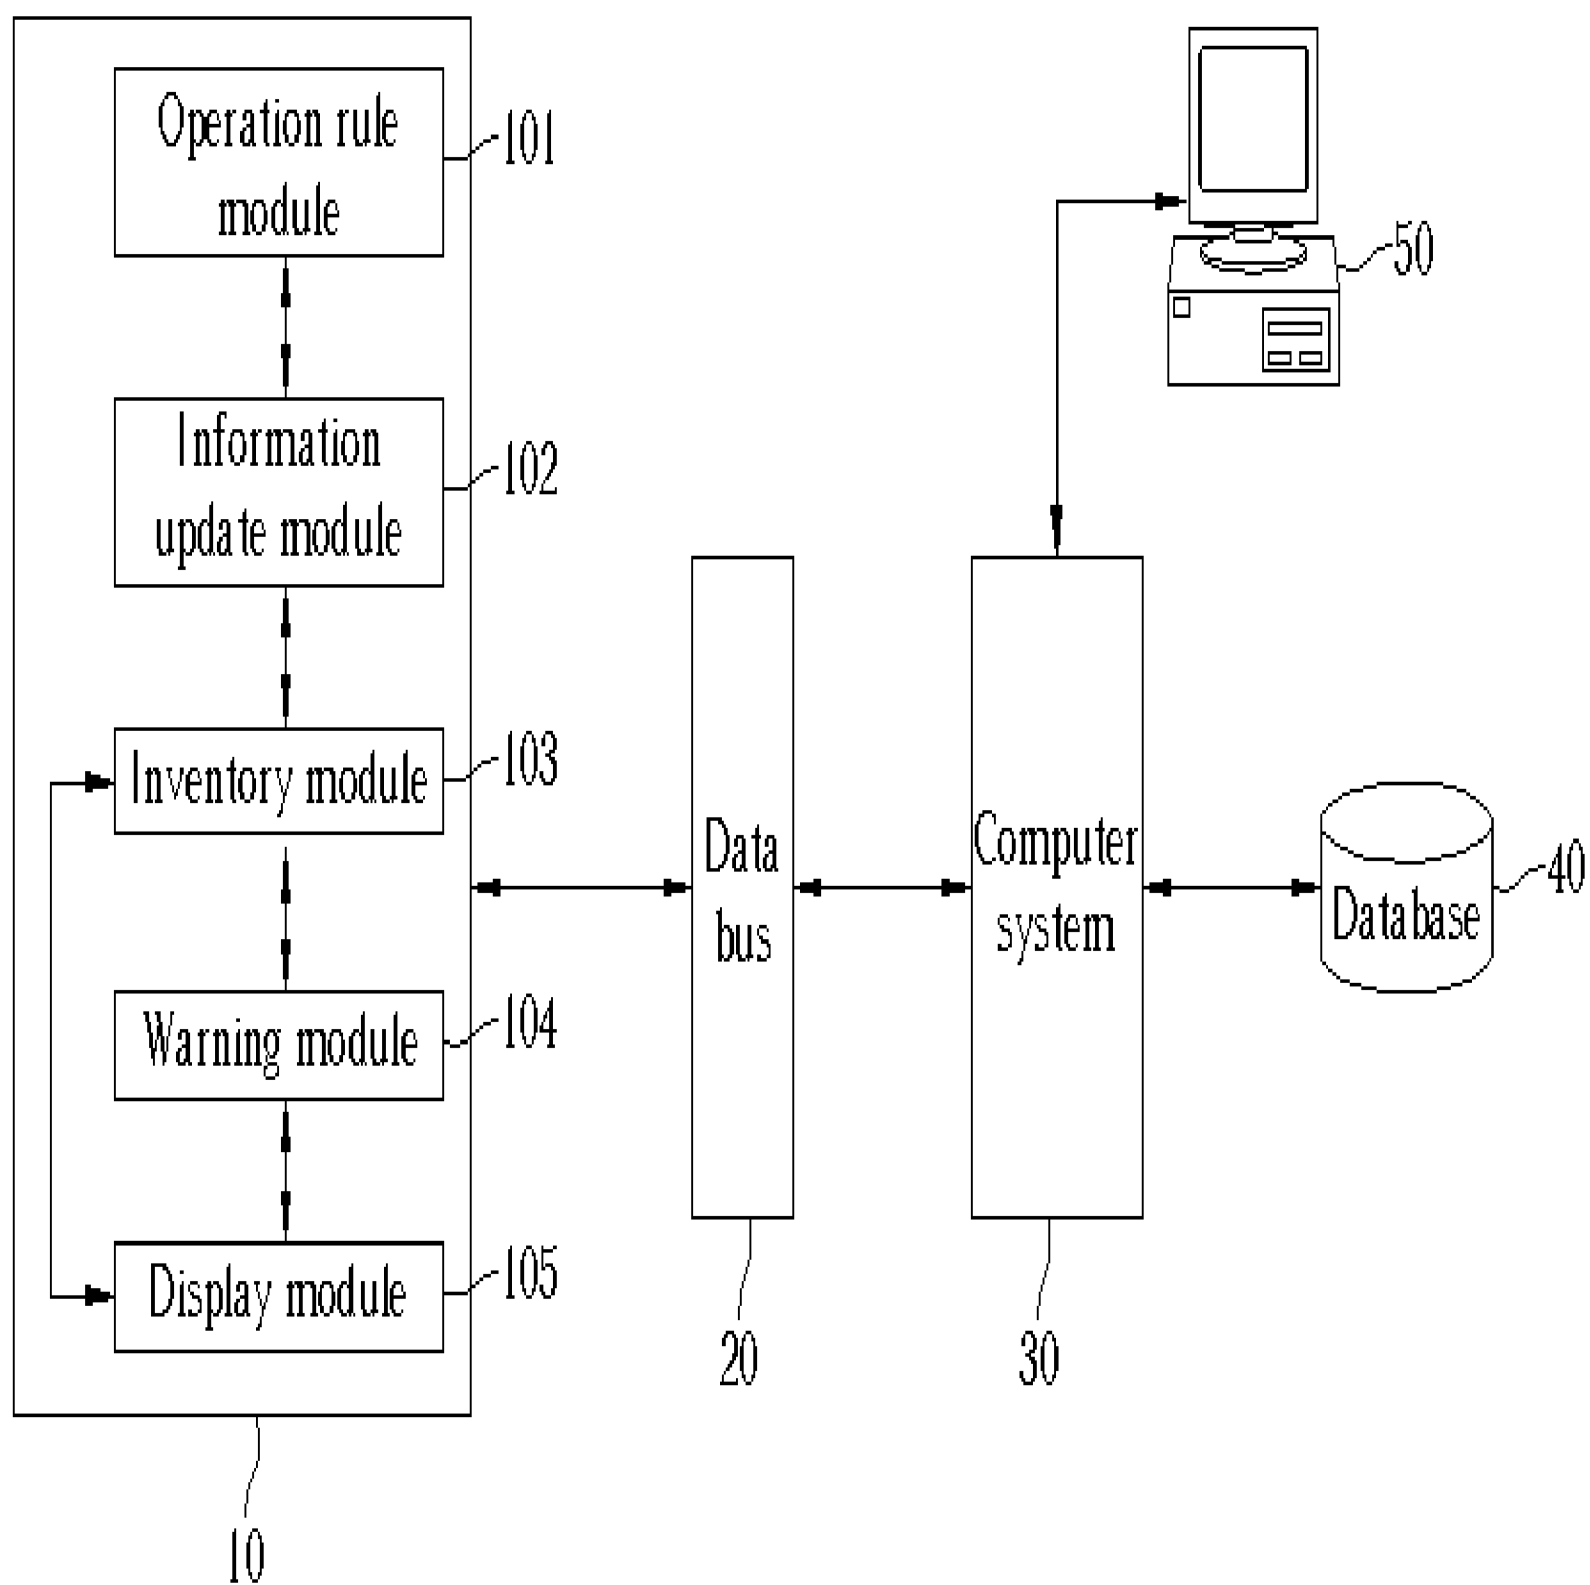 Operation rule
module
101
Information
update module
102
Inventory module
103
Warning module
104
Display module
105
10
Data
bus
20
Computer
system
30
Database
40
50